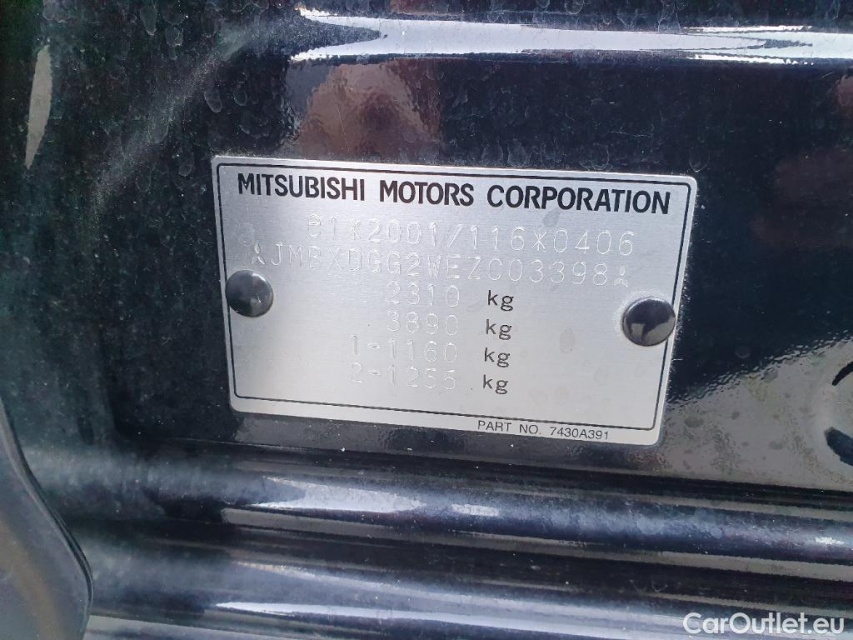 MITSUBISHI MOTORS CORPORATION
e1*2001/116*0406
JMBXDGG2WEZC03398
2310 kg
3890 kg
1-1160 kg
2-1255 kg
PART NO. 7430A391
CarOutlet.eu